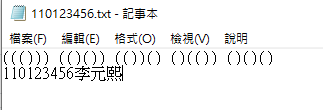 110123456.txt - 記事本
檔案(F) 編輯(E) 格式(O) 檢視(V) 說明
((())) (()()) (())() ()(()) ()()()
110123456李元熙